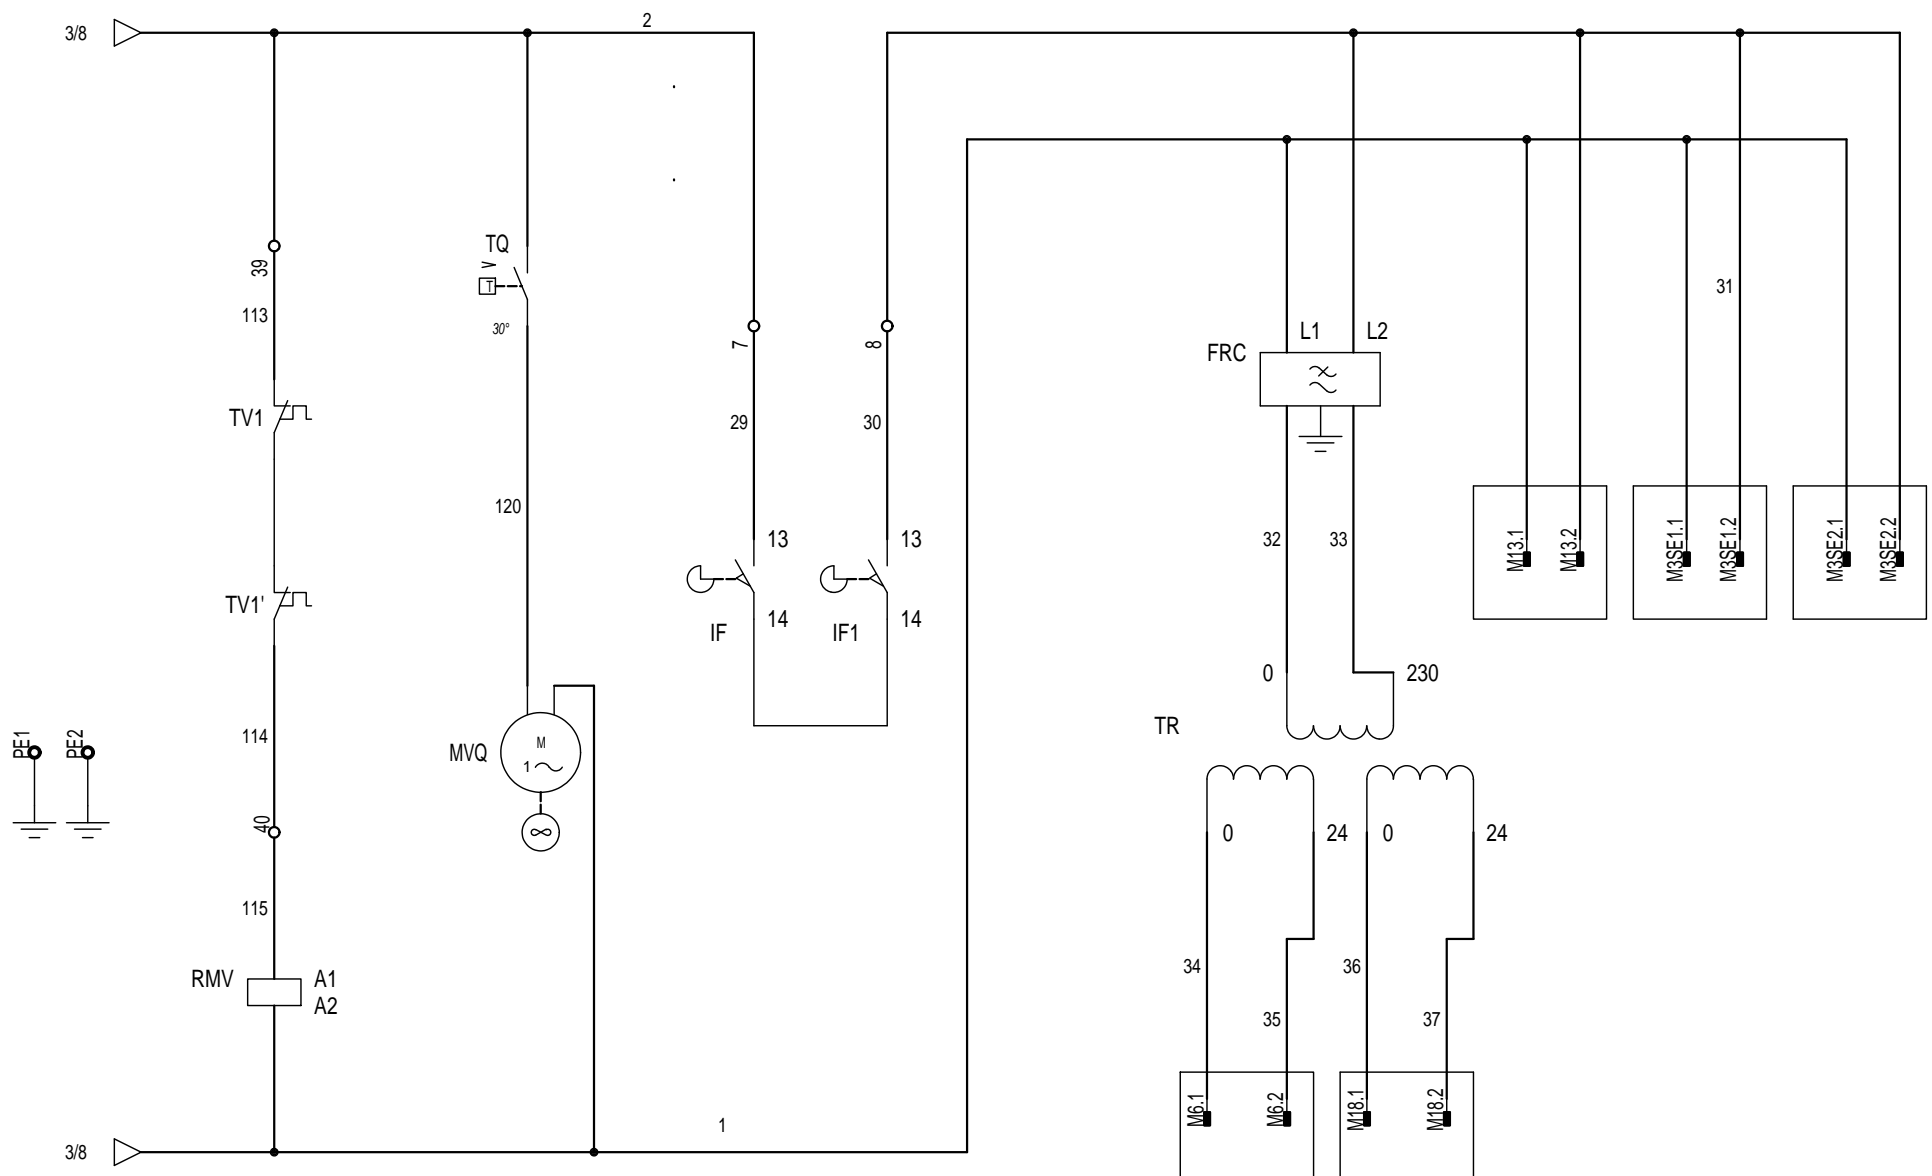 3/8
2
39
113
TQ
V
T
30°
7
8
31
L1
L2
FRC
TV1
29
30
120
13
13
32
33
M13.1
M13.2
M3SE1.1
M3SE1.2
M3SE2.1
M3SE2.2
TV1'
IF
14
IF1
14
0
230
TR
PE1
PE2
114
MVQ
M
1
40
0
24
0
24
115
34
36
RMV
A1
A2
35
37
M6.1
M6.2
M18.1
M18.2
1
3/8